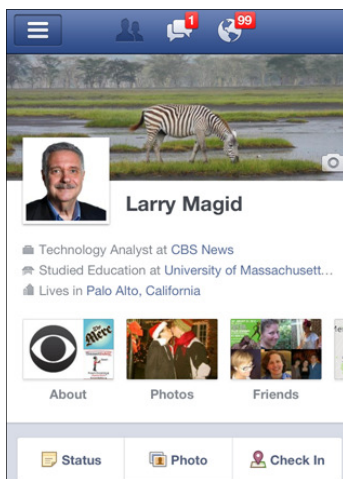 1
99
Larry Magid
Technology Analyst at CBS News
Studied Education at University of Massachusett...
Lives in Palo Alto, California
About
Photos
Friends
Status
Photo
Check In